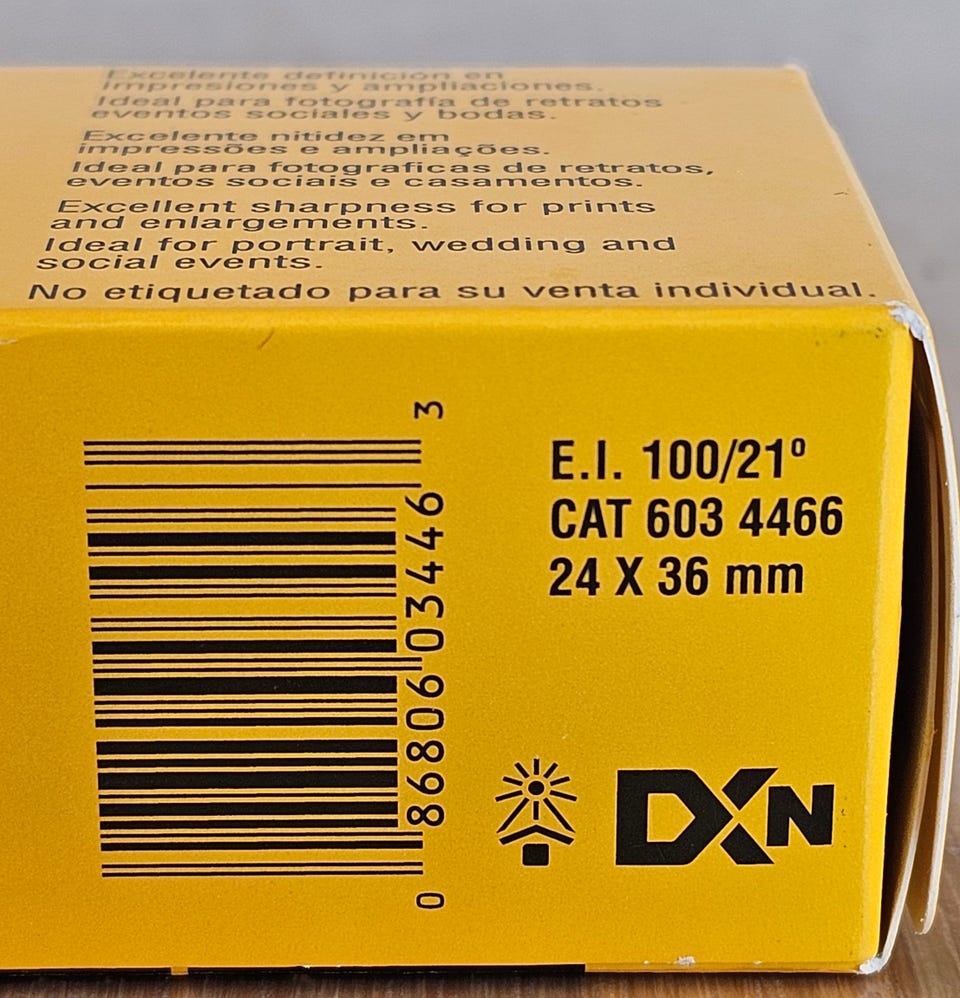 Excelente definición en
impresiones y ampliaciones.
Ideal para fotografía de retratos
eventos sociales y bodas.
Excelente nitidez em
impressões e ampliações.
Ideal para fotograficas de retratos,
eventos sociais e casamentos.
Excellent sharpness for prints
and enlargements.
Ideal for portrait, wedding and
social events.
No etiquetado para su venta individual.
0 86806 03446 3
E.I. 100/21º
CAT 603 4466
24 X 36 mm
DXN